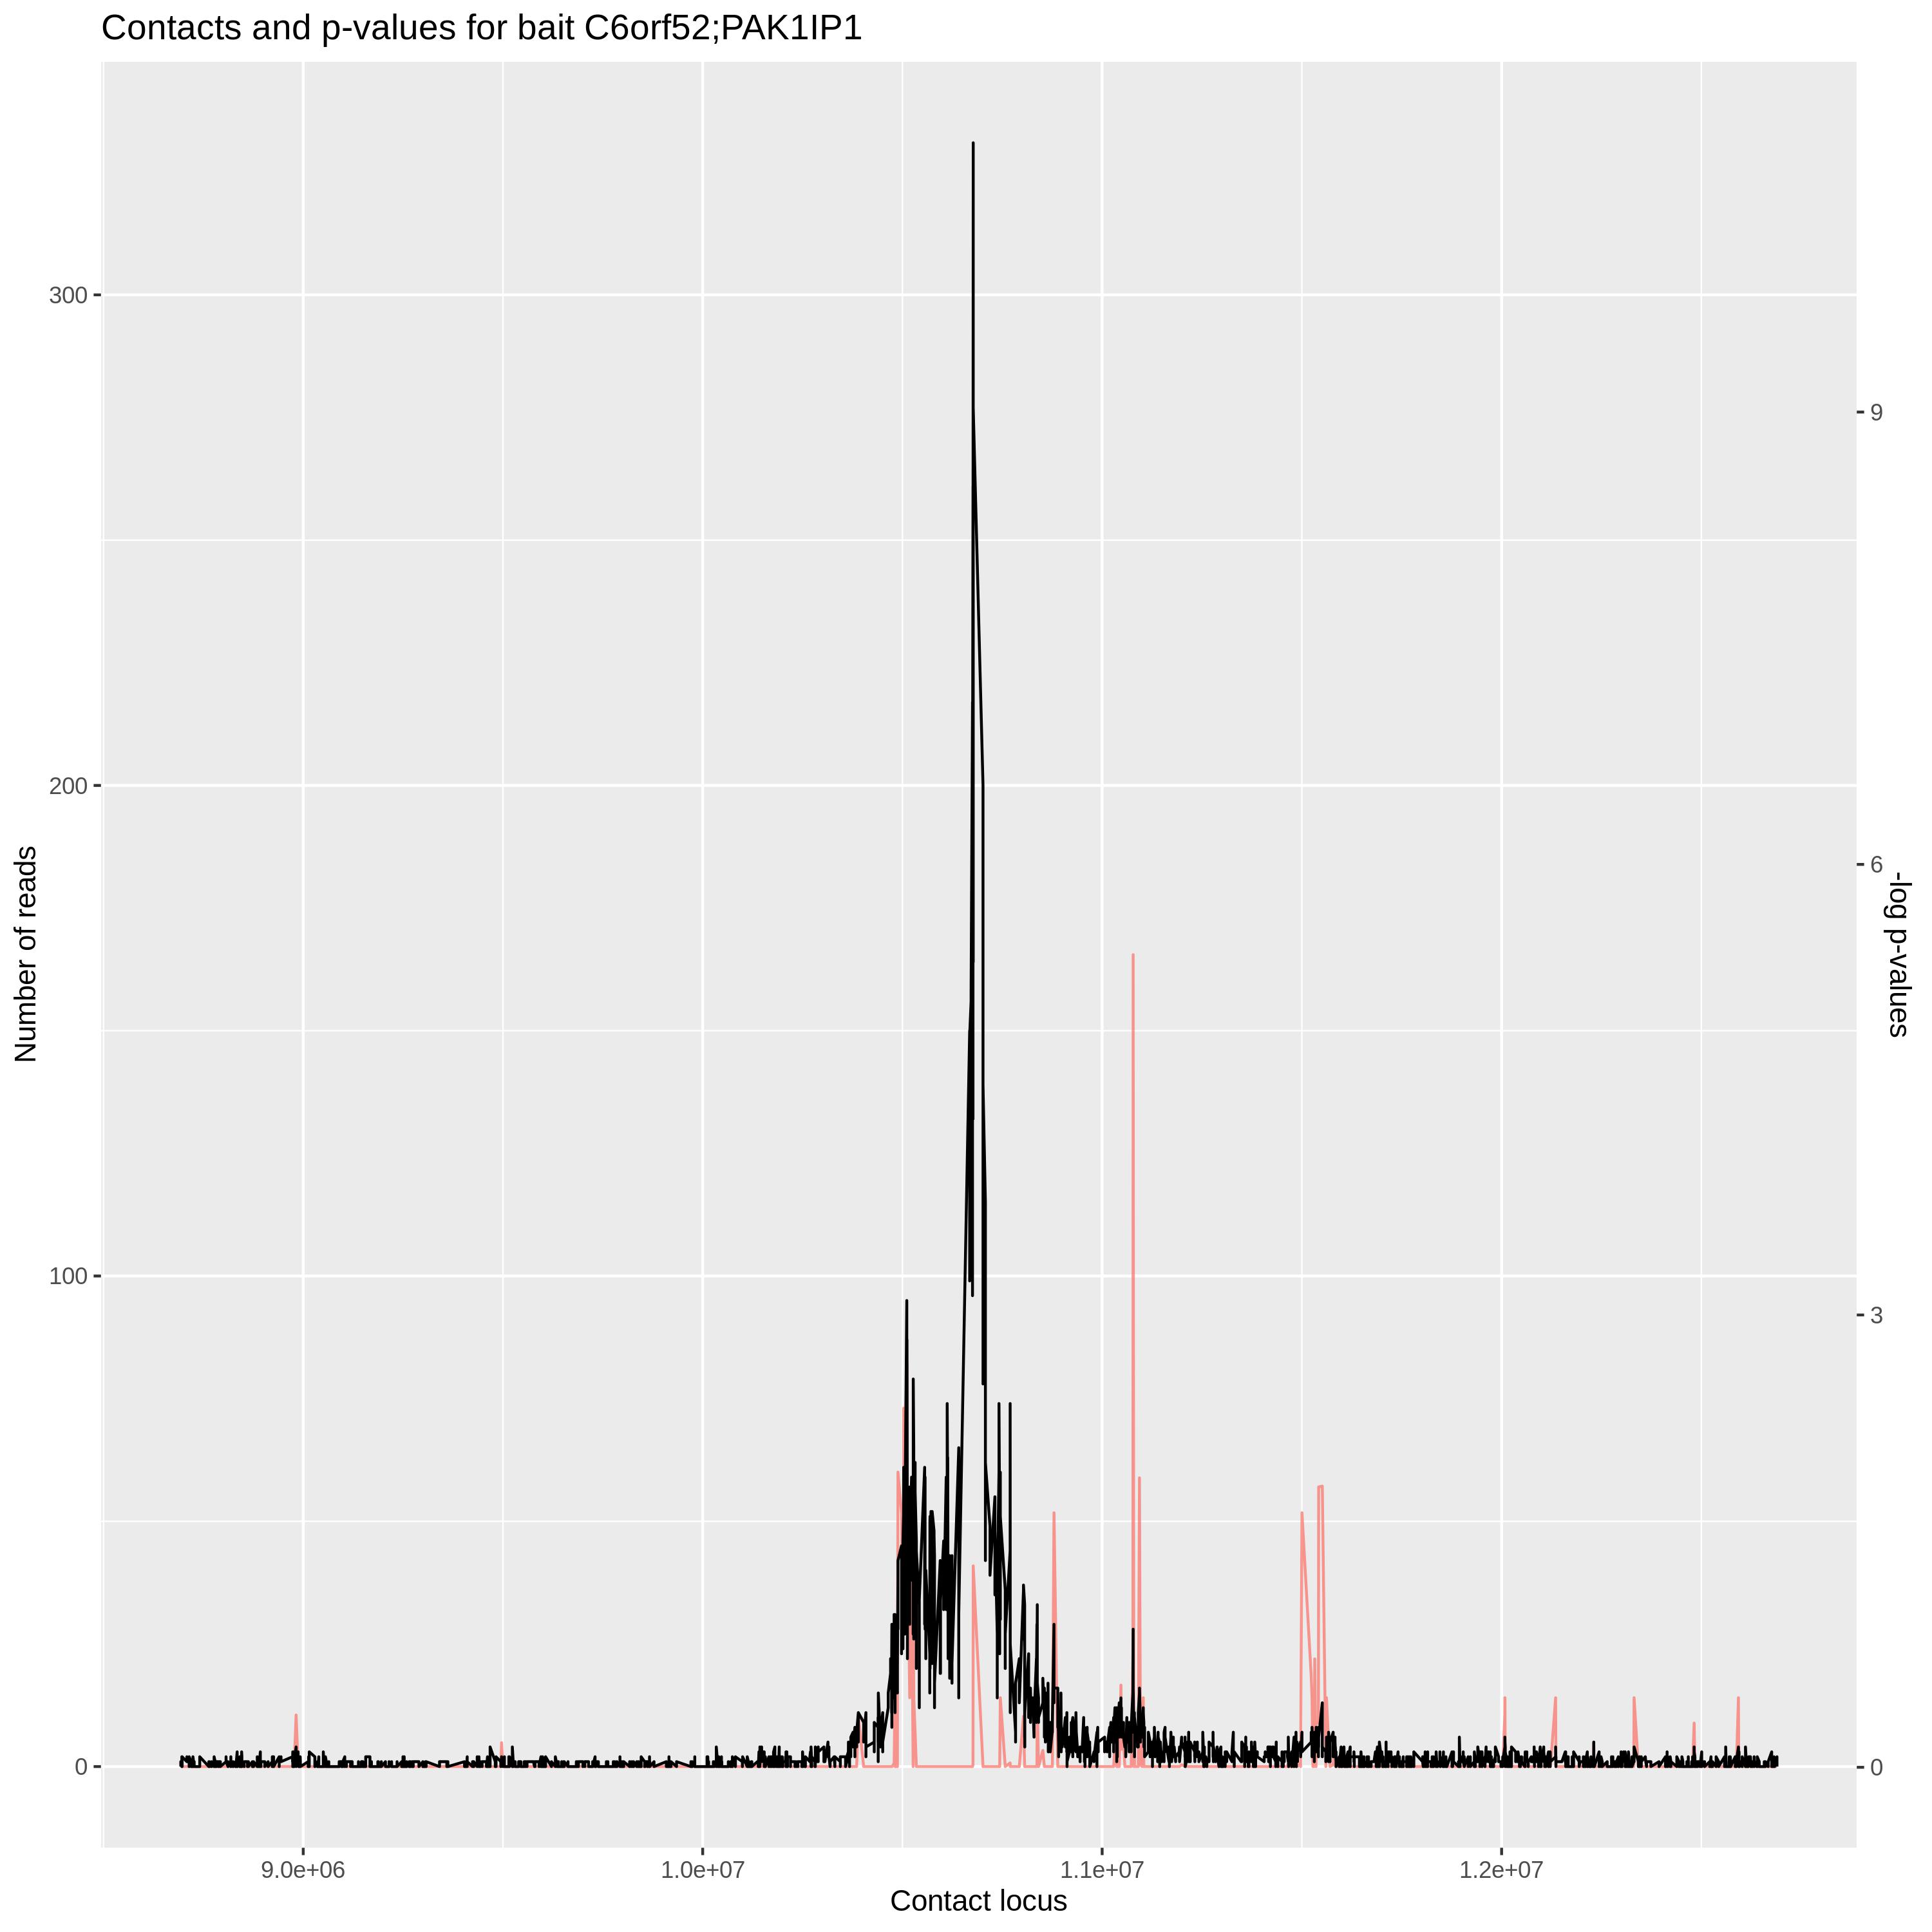 Contacts and p-values for bait C6orf52;PAK1IP1
300
200
100
0
Number of reads
9
6
3
0
-log p-values
9.0e+06
1.0e+07
1.1e+07
1.2e+07
Contact locus